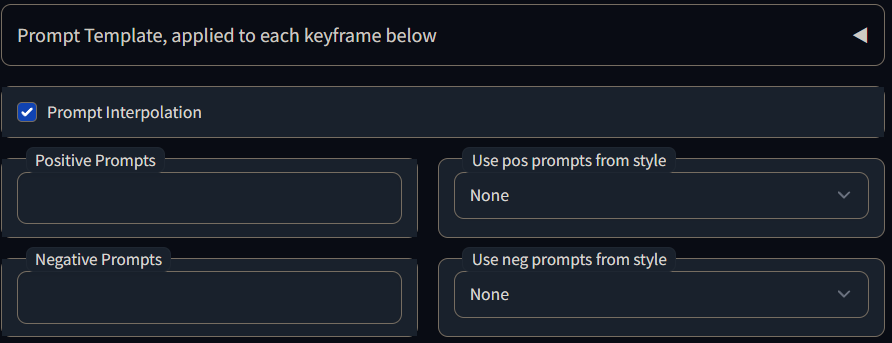 Prompt Template, applied to each keyframe below
Prompt Interpolation
Positive Prompts
Use pos prompts from style
None
Negative Prompts
Use neg prompts from style
None